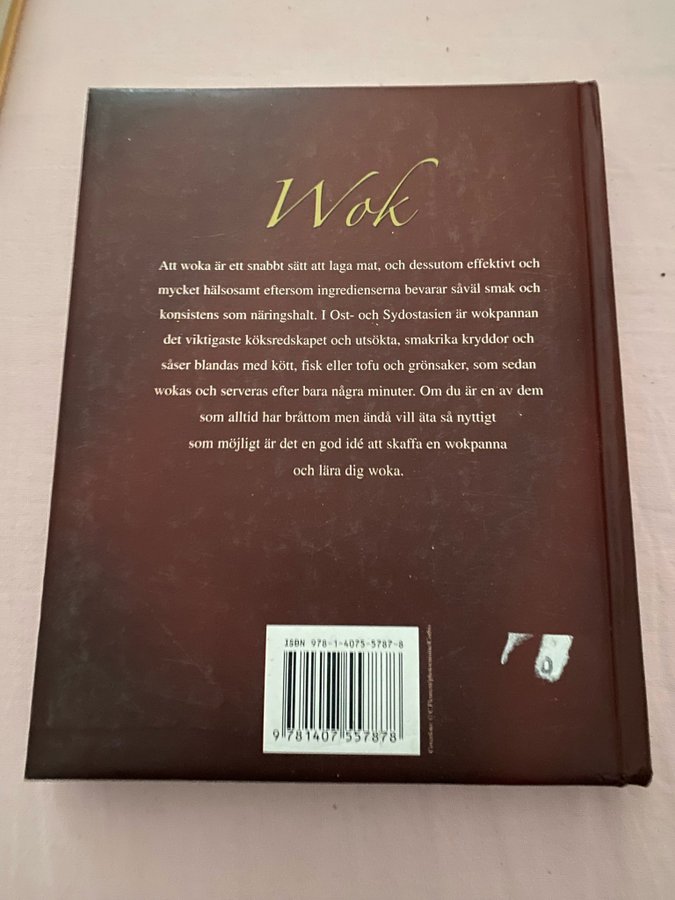 Wok
Att woka är ett snabbt sätt att laga mat, och dessutom effektivt och
mycket hälsosamt eftersom ingredienserna bevarar såväl smak och
konsistens som näringshalt. I Ost- och Sydostasien är wokpannan
det viktigaste köksredskapet och utsökta, smakrika kryddor och
såser blandas med kött, fisk eller tofu och grönsaker, som sedan
wokas och serveras efter bara några minuter. Om du är en av dem
som alltid har bråttom men ändå vill äta så nyttigt
som möjligt är det en god idé att skaffa en wokpanna
och lära dig woka.
ISBN 978-1-4075-5787-8
9 781407 557878
0